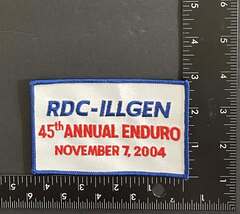 RDC-ILLGEN
45th ANNUAL ENDURO
NOVEMBER 7, 2004